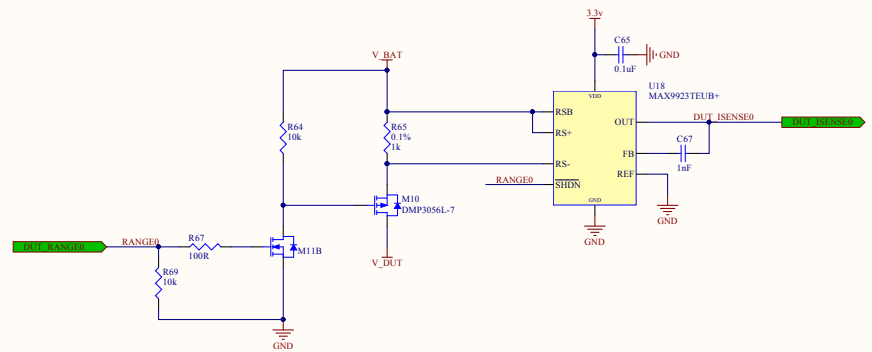 3.3v
C65
0.1uF
GND
V_BAT
U18
MAX9923TEUB+
VDD
R64
10k
R65
0.1%
1k
RSB
RS+
RS-
SHDN
OUT
FB
REF
GND
DUT_ISENSE0
DUT_ISENSE0
C67
1nF
RANGE0
GND
GND
M10
DMP3056L-7
V_DUT
DUT_RANGE0
RANGE0
R67
100R
M11B
R69
10k
GND